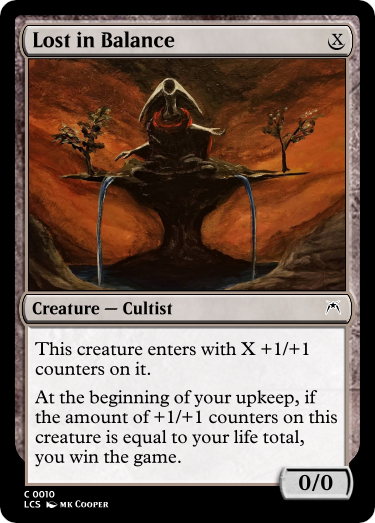 Lost in Balance X
Creature — Cultist
This creature enters with X +1/+1
counters on it.
At the beginning of your upkeep, if
the amount of +1/+1 counters on this
creature is equal to your life total,
you win the game.
0/0
C 0010
LCS MK COOPER